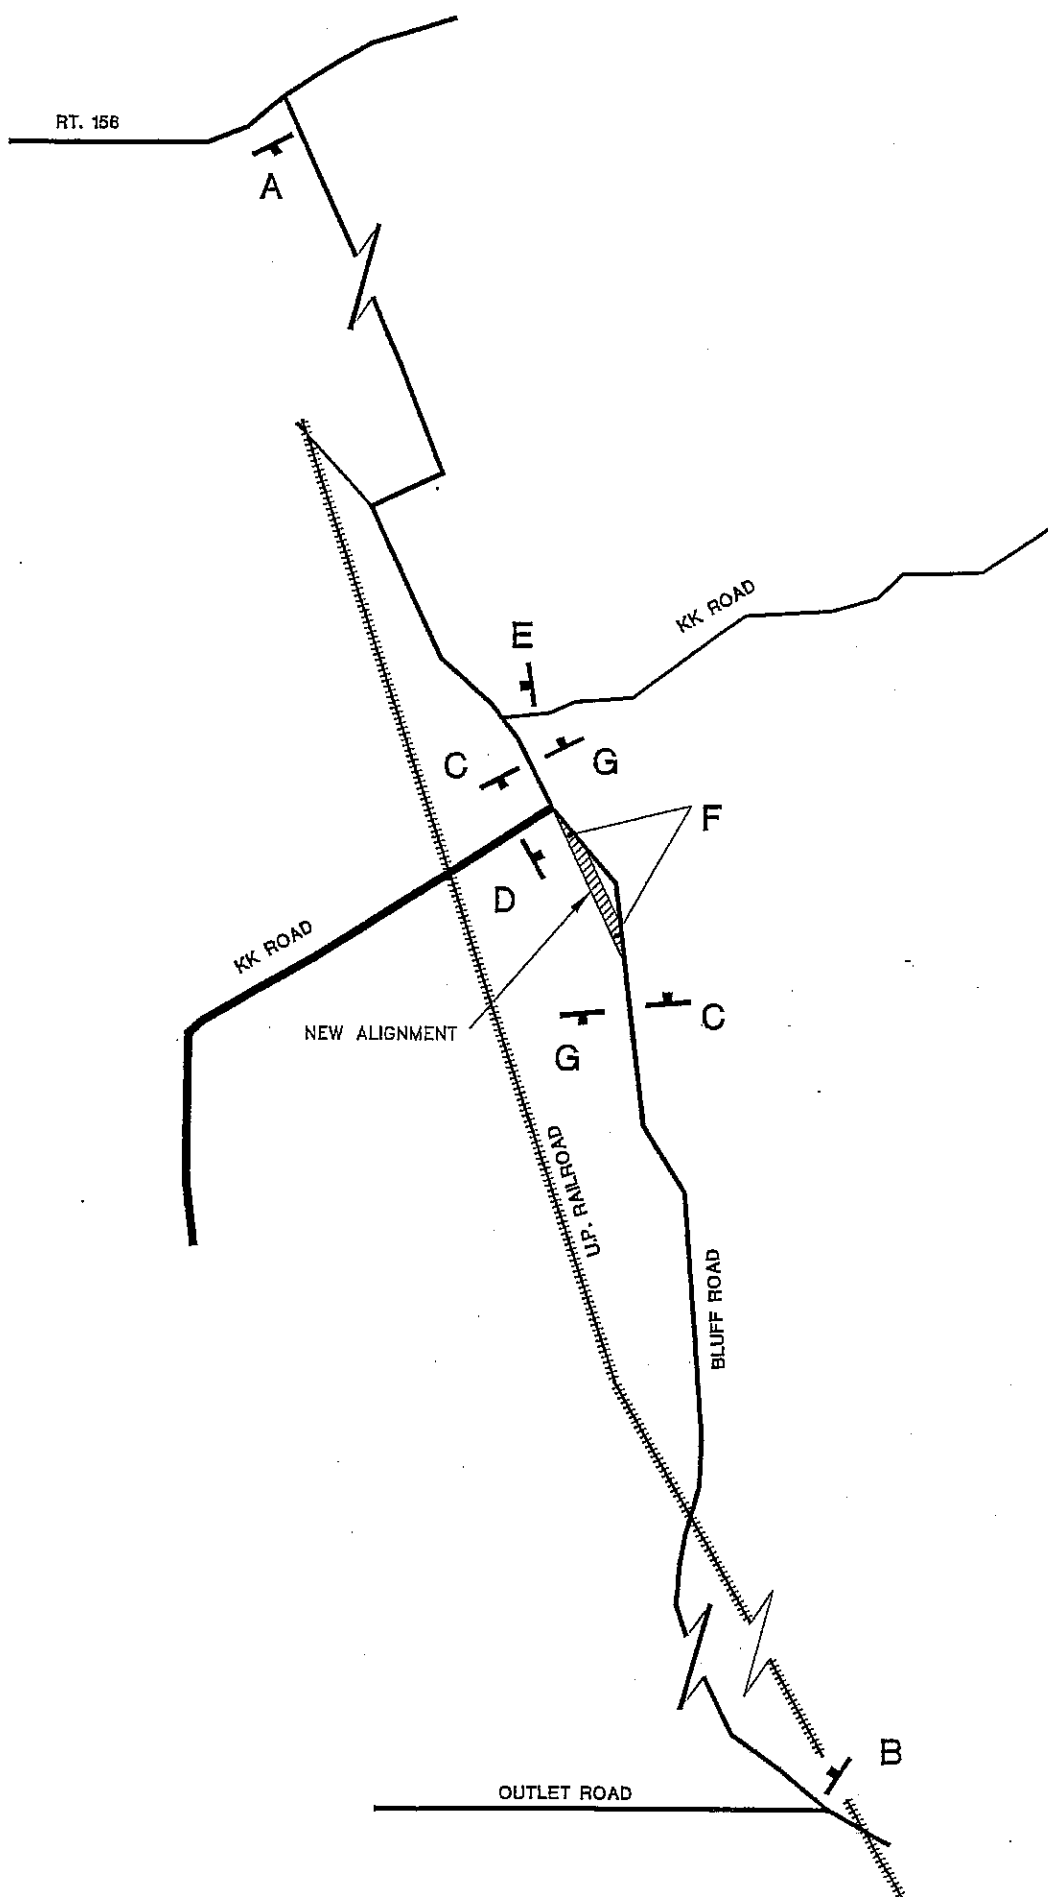 RT. 156
A
KK ROAD
E
C
G
F
D
KK ROAD
NEW ALIGNMENT
C
G
U.P. RAILROAD
BLUFF ROAD
B
OUTLET ROAD